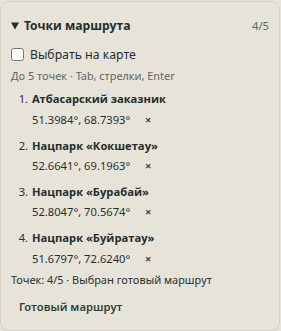 ▼ Точки маршрута 4/5
Выбрать на карте
До 5 точек · Tab, стрелки, Enter
1. Атбасарский заказник
51.3984°, 68.7393° ×
2. Нацпарк «Кокшетау»
52.6641°, 69.1963° ×
3. Нацпарк «Бурабай»
52.8047°, 70.5674° ×
4. Нацпарк «Буйратау»
51.6797°, 72.6240° ×
Точек: 4/5 · Выбран готовый маршрут
Готовый маршрут